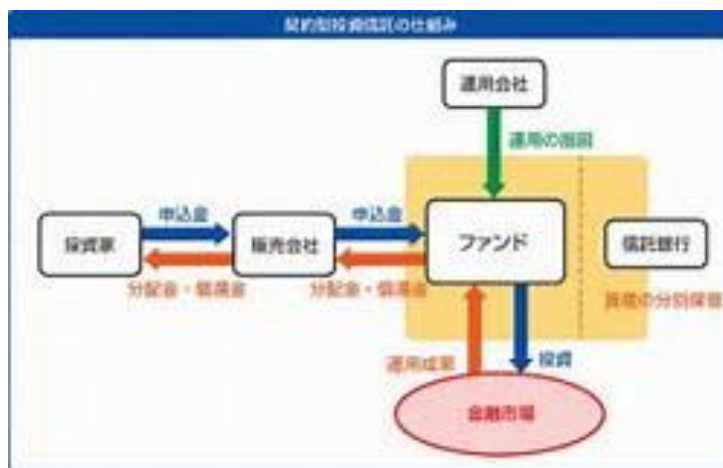 契約型投資信託の仕組み
運用会社
運用の指図
申込金
申込金
投資家
販売会社
ファンド
信託銀行
分配金・償還金
分配金・償還金
資産の分別保管
運用成果
投資
金融市場